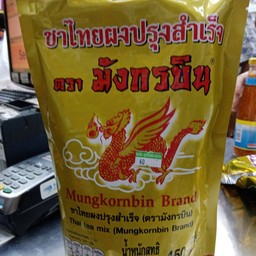 ชาไทยผงปรุงสำเร็จ
ตรา มังกรบิน
Mungkornbin Brand
ชาไทยผงปรุงสำเร็จ (ตรามังกรบิน)
Thai tea mix (Mungkornbin Brand)
น้ำหนักสุทธิ 450